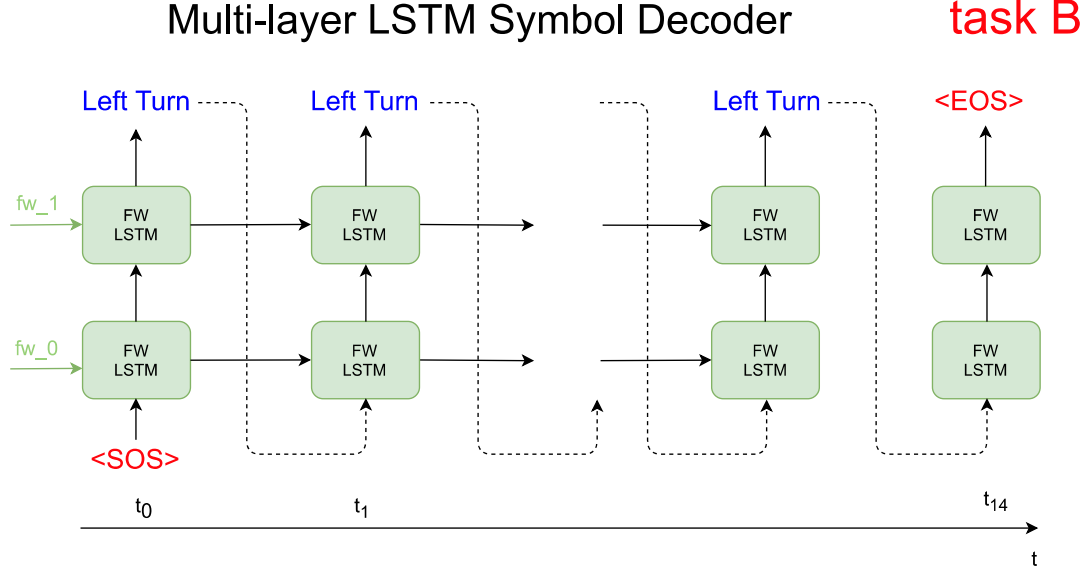 Multi-layer LSTM Symbol Decoder
task B
Left Turn
Left Turn
Left Turn
<EOS>
fw_1
FW
LSTM
FW
LSTM
FW
LSTM
FW
LSTM
fw_0
FW
LSTM
FW
LSTM
FW
LSTM
FW
LSTM
<SOS>
t0
t1
t14
t